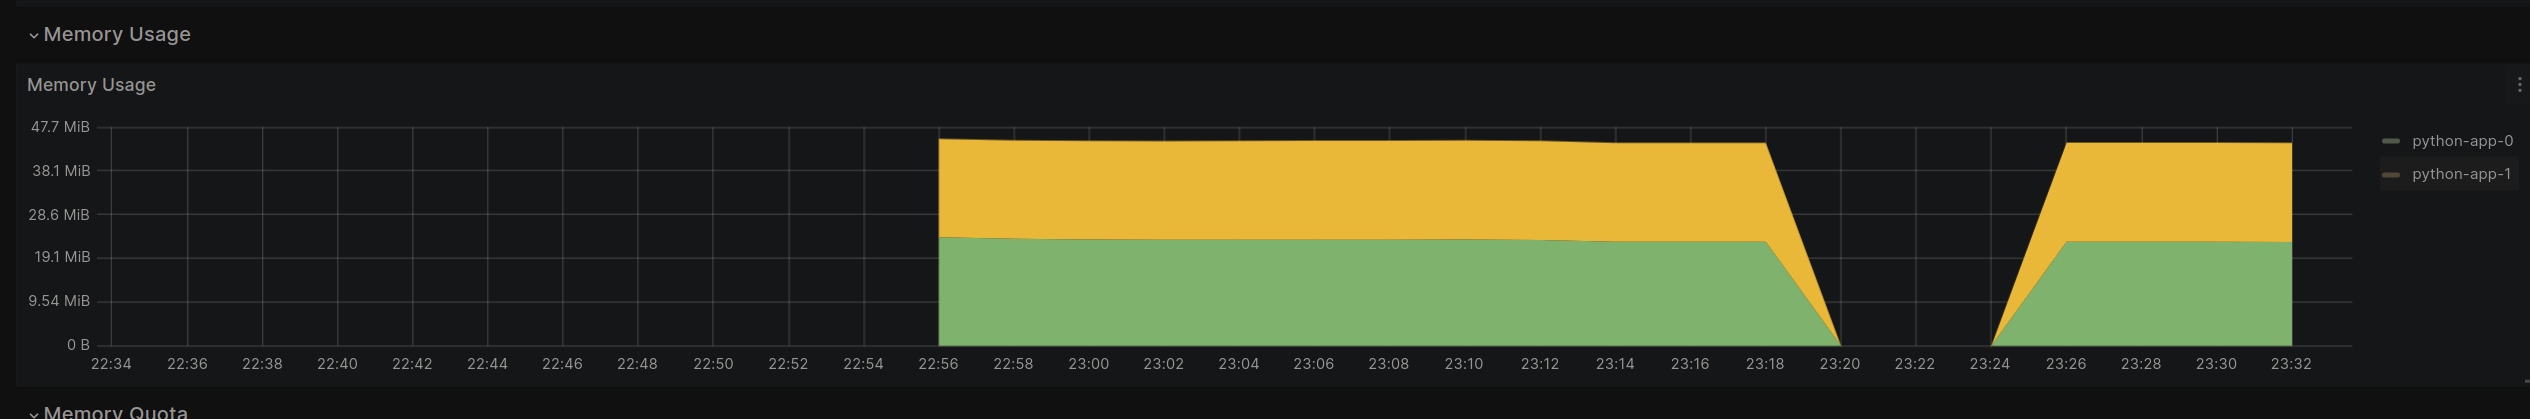 Memory Usage
Memory Usage
47.7 MiB
38.1 MiB
28.6 MiB
19.1 MiB
9.54 MiB
0 B
22:34 22:36 22:38 22:40 22:42 22:44 22:46 22:48 22:50 22:52 22:54 22:56 22:58 23:00 23:02 23:04 23:06 23:08 23:10 23:12 23:14 23:16 23:18 23:20 23:22 23:24 23:26 23:28 23:30 23:32
python-app-0
python-app-1
Memory Quota